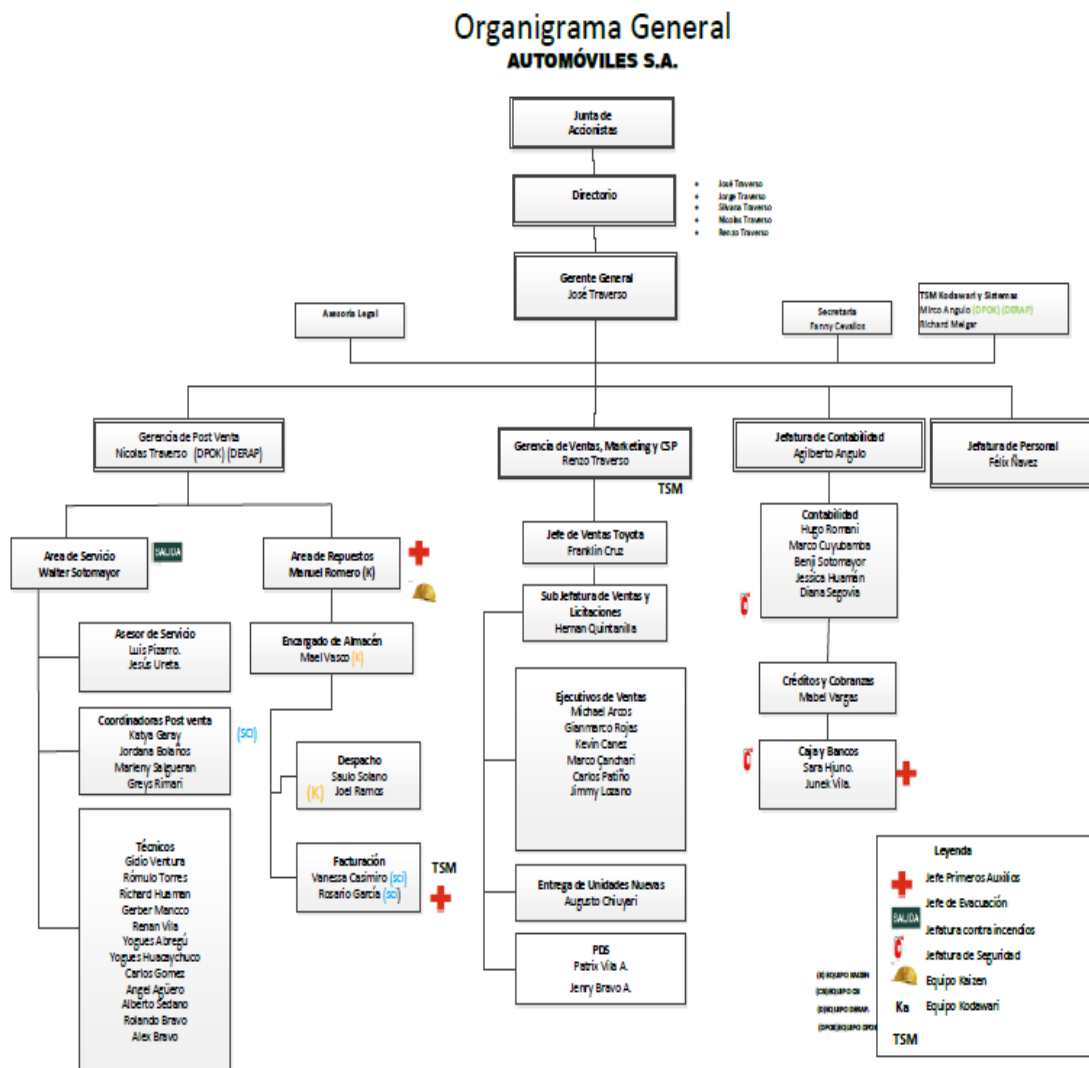 Organigrama General
AUTOMÓVILES S.A.
Junta de
Accionistas
Directorio
José Traverso
Jorge Traverso
Silvana Traverso
Nicolas Traverso
Renzo Traverso
Gerente General
José Traverso
Asesoría Legal
Secretaria
Fanny Cevallos
TSM Kodawari y Sistemas
Mirco Angulo (DPOK) (DERAP)
Richard Melgar
Gerencia de Post Venta
Nicolas Traverso (DPOK) (DERAP)
Gerencia de Ventas, Marketing y CSP
Renzo Traverso
TSM
Jefatura de Contabilidad
Agilberto Angulo
Jefatura de Personal
Félix Ñavez
Area de Servicio
Walter Sotomayor
SALIDA
Area de Repuestos
Manuel Romero (K)
Jefe de Ventas Toyota
Franklin Cruz
Contabilidad
Hugo Romani
Marco Cuyubamba
Benji Sotomayor
Jessica Huamán
Diana Segovia
Sub Jefatura de Ventas y
Licitaciones
Hernan Quintanilla
Asesor de Servicio
Luis Pizarro.
Jesús Ureta.
Encargado de Almacén
Mael Vasco (K)
Créditos y Cobranzas
Mabel Vargas
Ejecutivos de Ventas
Michael Arcos
Gianmarco Rojas
Kevin Canez
Marco Canchari
Carlos Patiño
Jimmy Lozano
Coordinadoras Post venta
Katya Garay
Jordana Bolaños
Marleny Salgueran
Greys Rimari
(SCI)
Despacho
Saulo Solano
(K) Joel Ramos
Caja y Bancos
Sara Hjuno.
Junek Vila.
Técnicos
Gidio Ventura
Rómulo Torres
Richard Huaman
Gerber Mancco
Renan Vila
Yogues Abregú
Yogues Huacaychuco
Carlos Gomez
Angel Agüero
Alberto Sedano
Rolando Bravo
Alex Bravo
Facturación
Vanessa Casimiro (sci)
Rosario García (sci)
TSM
Entrega de Unidades Nuevas
Augusto Chiuyari
PDS
Patrix Vila A.
Jenry Bravo A.
Leyenda
Jefe Primeros Auxilios
Jefe de Evacuación
SALIDA
Jefatura contra incendios
Jefatura de Seguridad
Equipo Kaizen
Ka Equipo Kodawari
TSM
(K) EQUIPO KAIZEN